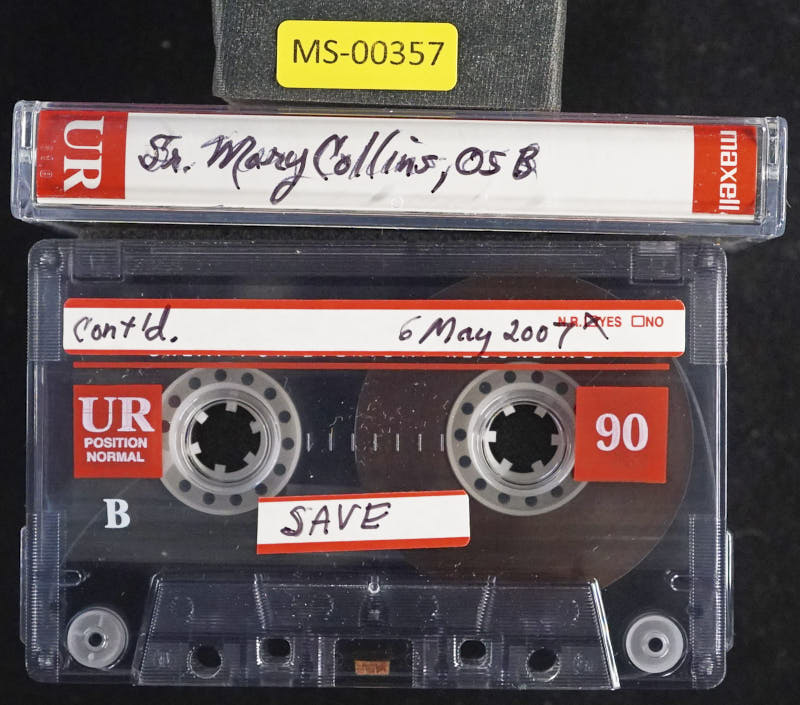 MS-00357
UR
Sr. Mary Collins, OSB
maxell
Cont'd.
6 May 2007
N.R. YES NO
UR
POSITION
NORMAL
90
B
SAVE